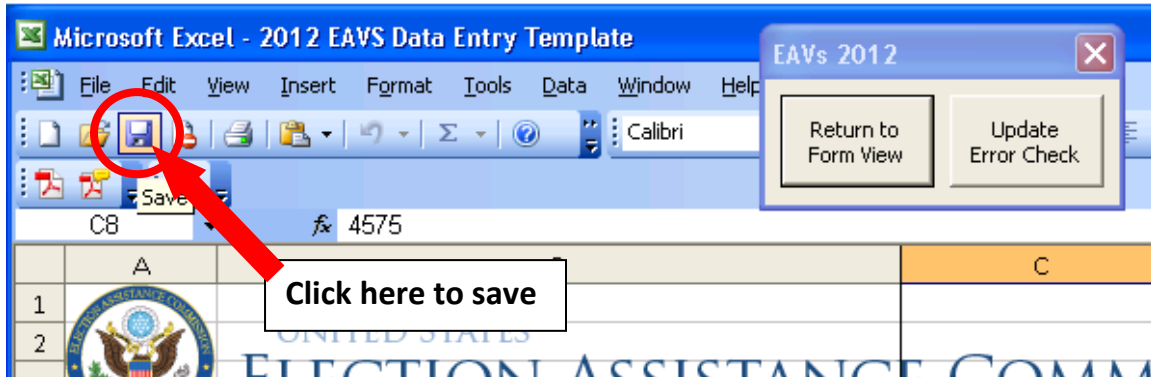 Microsoft Excel - 2012 EAVS Data Entry Template
EAVs 2012
File Edit View Insert Format Tools Data Window Help
Calibri
Return to
Form View
Update
Error Check
Save
C8 fx 4575
A C
Click here to save
1
2
UNITED STATES
ELECTION ASSISTANCE COMM